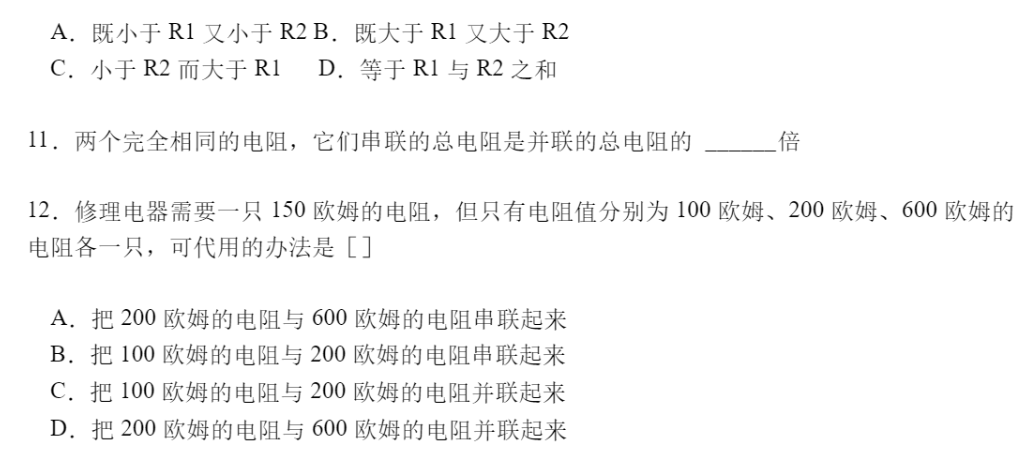 A．既小于 R1 又小于 R2 B．既大于 R1 又大于 R2
C．小于 R2 而大于 R1 D．等于 R1 与 R2 之和
11．两个完全相同的电阻，它们串联的总电阻是并联的总电阻的 ______倍
12．修理电器需要一只 150 欧姆的电阻，但只有电阻值分别为 100 欧姆、200 欧姆、600 欧姆的
电阻各一只，可代用的办法是［］
A．把 200 欧姆的电阻与 600 欧姆的电阻串联起来
B．把 100 欧姆的电阻与 200 欧姆的电阻串联起来
C．把 100 欧姆的电阻与 200 欧姆的电阻并联起来
D．把 200 欧姆的电阻与 600 欧姆的电阻并联起来